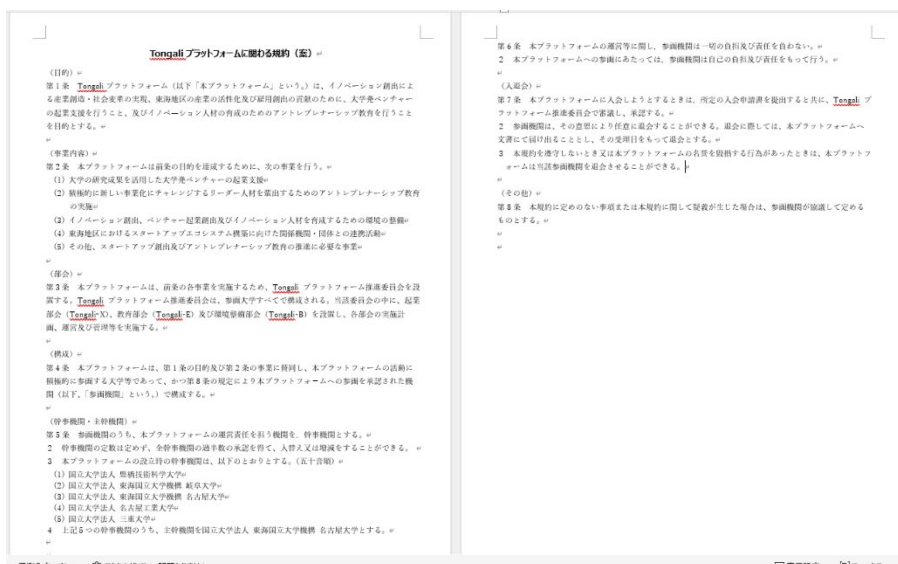 Tongali プラットフォームに関わる規約（案）
（目的）
第1条　Tongali プラットフォーム（以下「本プラットフォーム」という。）は、イノベーション創出によ
る産業創造・社会変革の実現、東海地区の産業の活性化及び雇用創出の貢献のために、大学発ベンチャー
の起業支援を行うこと、及びイノベーション人材の育成のためのアントレプレナーシップ教育を行うこと
を目的とする。
（事業内容）
第2条　本プラットフォームは前条の目的を達成するために、次の事業を行う。
(1) 大学の研究成果を活用した大学発ベンチャーの起業支援
(2) 積極的に新しい事業化にチャレンジするリーダー人材を輩出するためのアントレプレナーシップ教育
の実施
(3) イノベーション創出、ベンチャー起業創出及びイノベーション人材を育成するための環境の整備
(4) 東海地区におけるスタートアップエコシステム構築に向けた関係機関・団体との連携活動
(5) その他、スタートアップ創出及びアントレプレナーシップ教育の推進に必要な事業
（部会）
第3条　本プラットフォームは、前条の各事業を実施するため、Tongali プラットフォーム推進委員会を設
置する。Tongali プラットフォーム推進委員会は、参画大学すべてで構成される。当該委員会の中に、起業
部会（Tongali-X）、教育部会（Tongali-E）及び環境整備部会（Tongali-B）を設置し、各部会の実施計
画、運営及び管理等を実施する。
（構成）
第4条　本プラットフォームは、第1条の目的及び第2条の事業に賛同し、本プラットフォームの活動に
積極的に参画する大学等であって、かつ第8条の規定により本プラットフォームへの参画を承認された機
関（以下、「参画機関」という。）で構成する。
（幹事機関・主幹機関）
第5条　参画機関のうち、本プラットフォームの運営責任を担う機関を、幹事機関とする。
2　幹事機関の定数は定めず、全幹事機関の過半数の承認を得て、入替え又は増減をすることができる。
3　本プラットフォームの設立時の幹事機関は、以下のとおりとする。（五十音順）
(1) 国立大学法人 豊橋技術科学大学
(2) 国立大学法人 東海国立大学機構 岐阜大学
(3) 国立大学法人 東海国立大学機構 名古屋大学
(4) 国立大学法人 名古屋工業大学
(5) 国立大学法人 三重大学
4　上記5つの幹事機関のうち、主幹機関を国立大学法人 東海国立大学機構 名古屋大学とする。
第6条　本プラットフォームの運営等に関し、参画機関は一切の負担及び責任を負わない。
2　本プラットフォームへの参画にあたっては、参画機関は自己の負担及び責任をもって行う。
（入退会）
第7条　本プラットフォームに入会しようとするときは、所定の入会申請書を提出すると共に、Tongali プ
ラットフォーム推進委員会で審議し、承認する。
2　参画機関は、その意思により任意に退会することができる。退会に際しては、本プラットフォームへ
文書にて届け出ることとし、その受理日をもって退会とする。
3　本規約を遵守しないとき又は本プラットフォームの名誉を毀損する行為があったときは、本プラットフ
ォームは当該参画機関を退会させることができる。
（その他）
第8条　本規約に定めのない事項または本規約に関して疑義が生じた場合は、参画機関が協議して定める
ものとする。